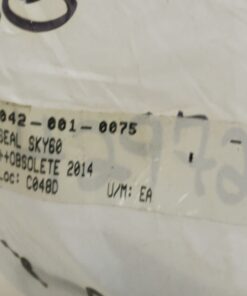 042-001-0075
SEAL SKY60
++OBSOLETE 2014
Loc: C048D U/M: EA